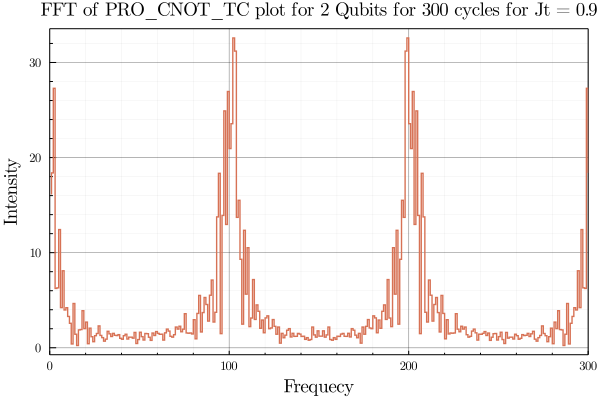 FFT of PRO_CNOT_TC plot for 2 Qubits for 300 cycles for Jt = 0.9
30
20
10
0
Intensity
0 100 200 300
Frequecy